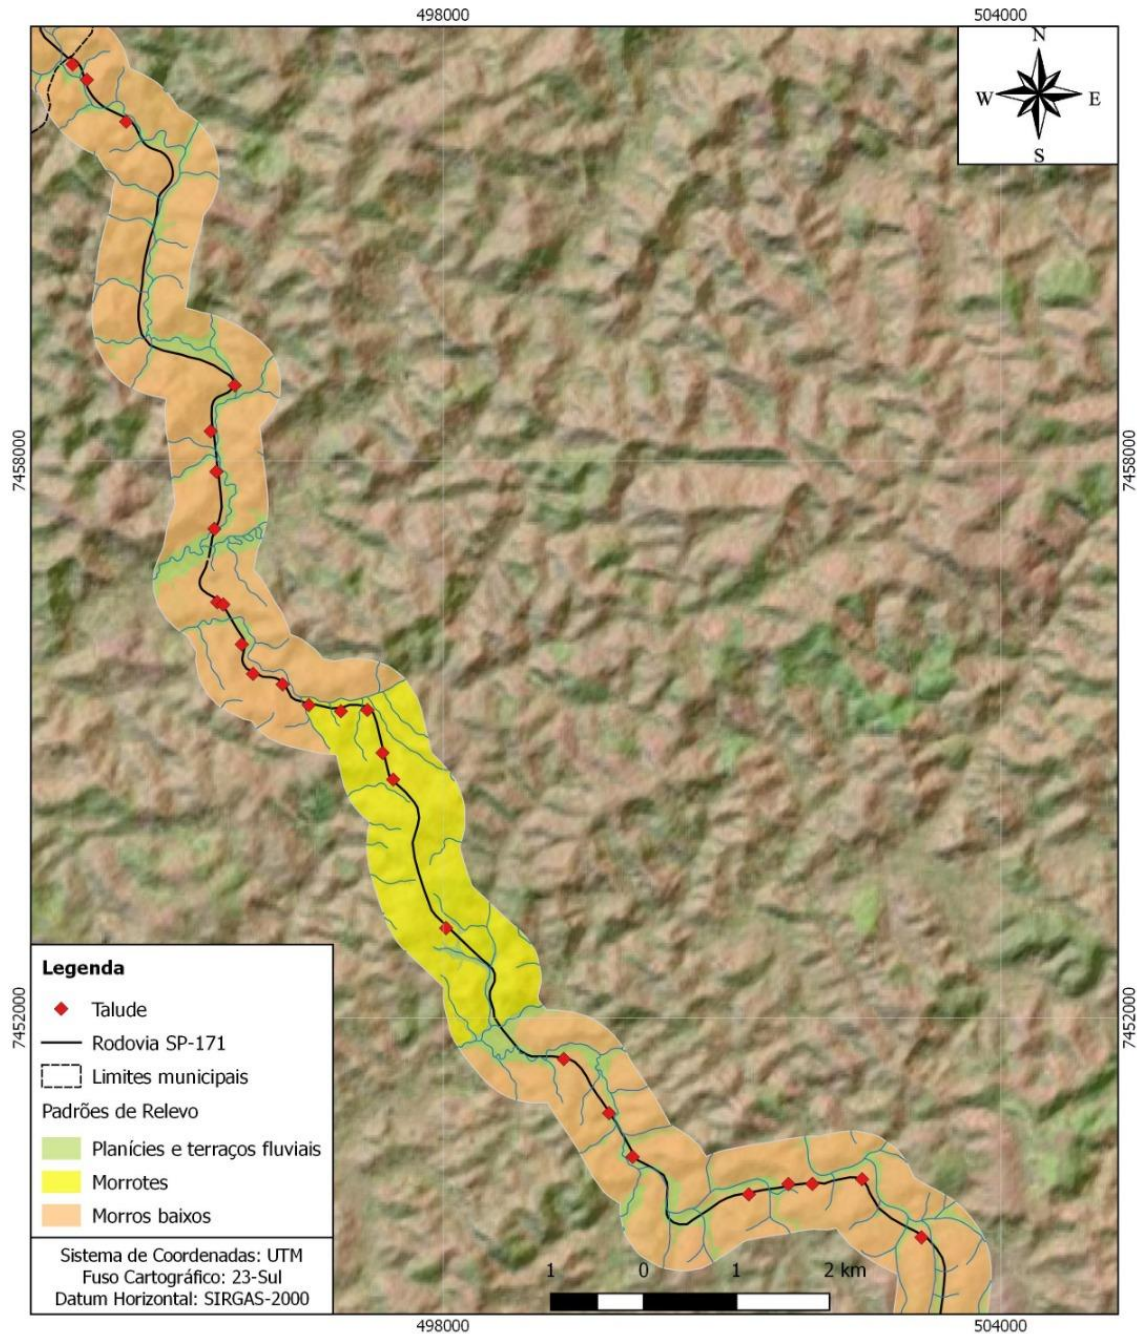 498000
504000
N
W E
S
7458000
7458000
Legenda
Talude
Rodovia SP-171
Limites municipais
Padrões de Relevo
Planícies e terraços fluviais
Morrotes
Morros baixos
7452000
7452000
Sistema de Coordenadas: UTM
Fuso Cartográfico: 23-Sul
Datum Horizontal: SIRGAS-2000
1 0 1 2 km
498000
504000